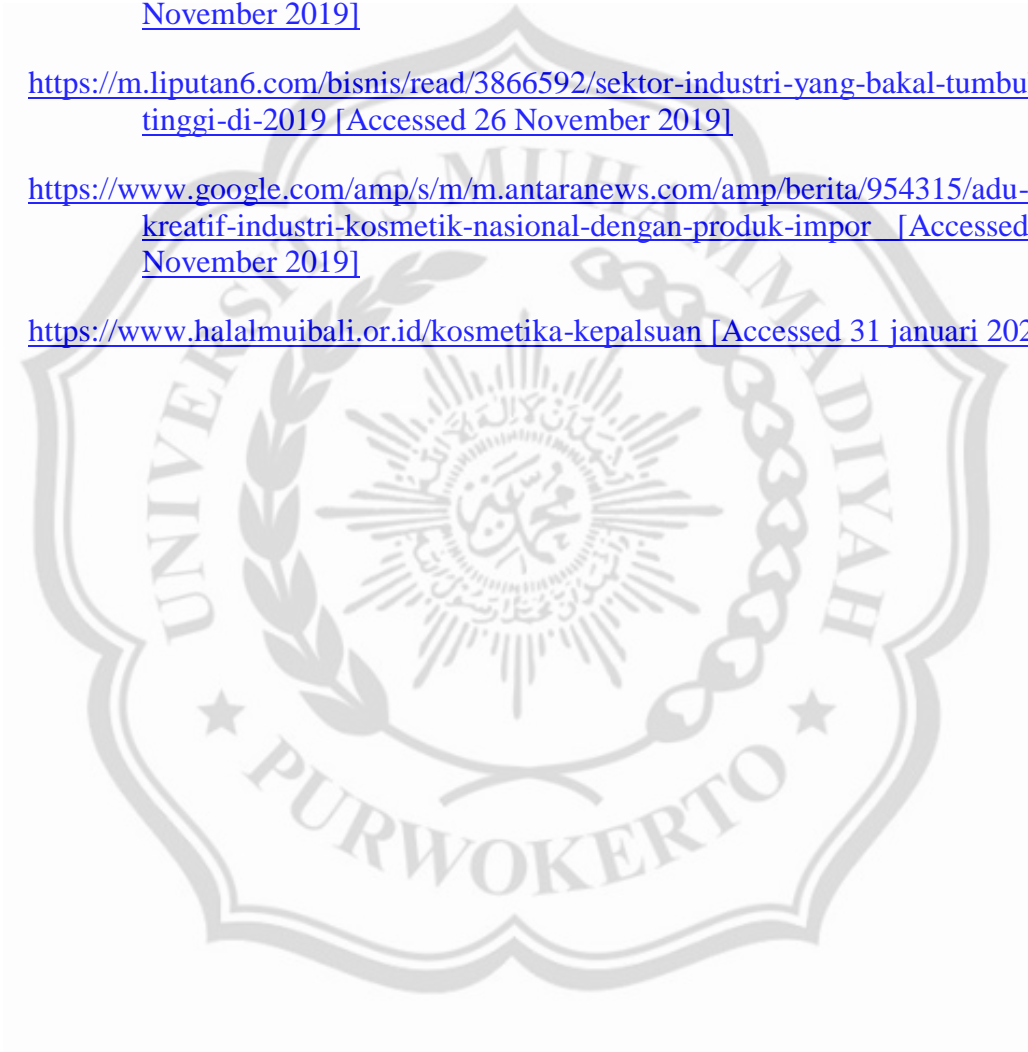 November 2019]
https://m.liputan6.com/bisnis/read/3866592/sektor-industri-yang-bakal-tumbu
tinggi-di-2019 [Accessed 26 November 2019]
https://www.google.com/amp/s/m/m.antaranews.com/amp/berita/954315/adu-
kreatif-industri-kosmetik-nasional-dengan-produk-impor [Accessed
November 2019]
https://www.halalmuibali.or.id/kosmetika-kepalsuan [Accessed 31 januari 202
UNIVERSITAS MUHAMMADIYAH
PURWOKERTO